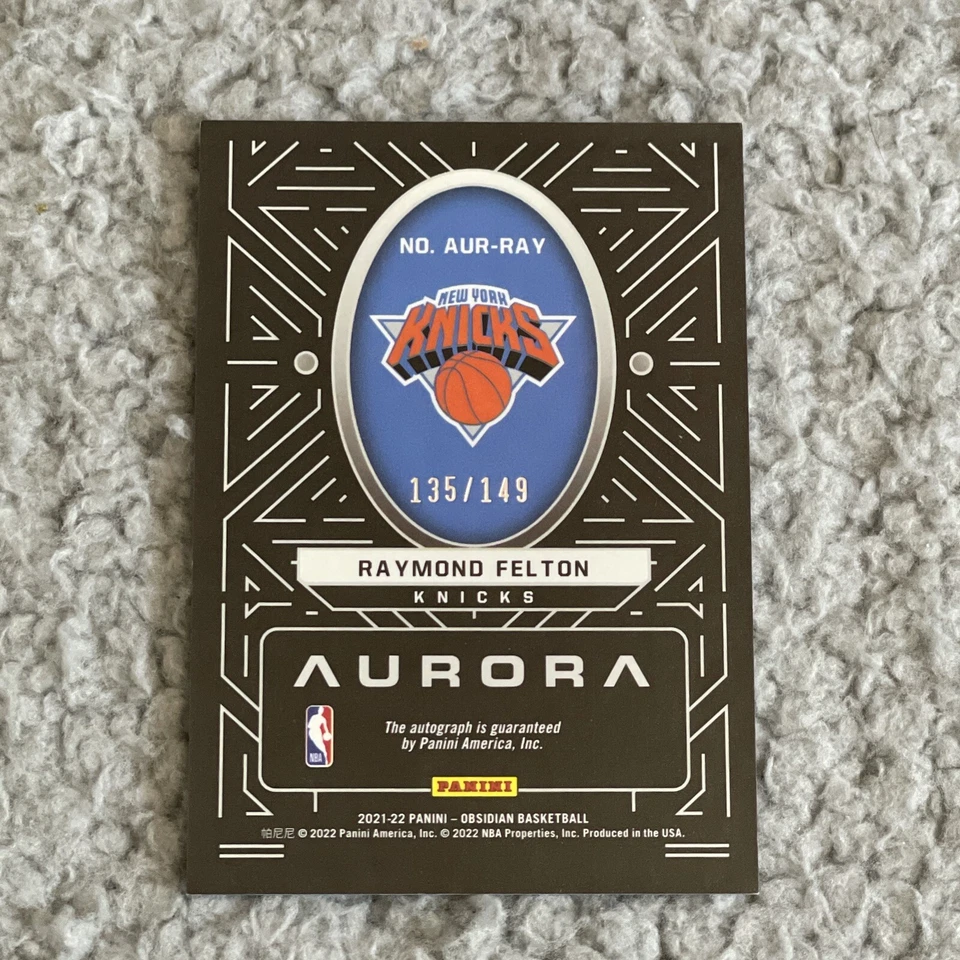 NO. AUR-RAY
NEW YORK
KNICKS
135/149
RAYMOND FELTON
KNICKS
AURORA
The autograph is guaranteed
by Panini America, Inc.
NBA
PANINI
2021-22 PANINI – OBSIDIAN BASKETBALL
帕尼尼 © 2022 Panini America, Inc. © 2022 NBA Properties, Inc. Produced in the USA.